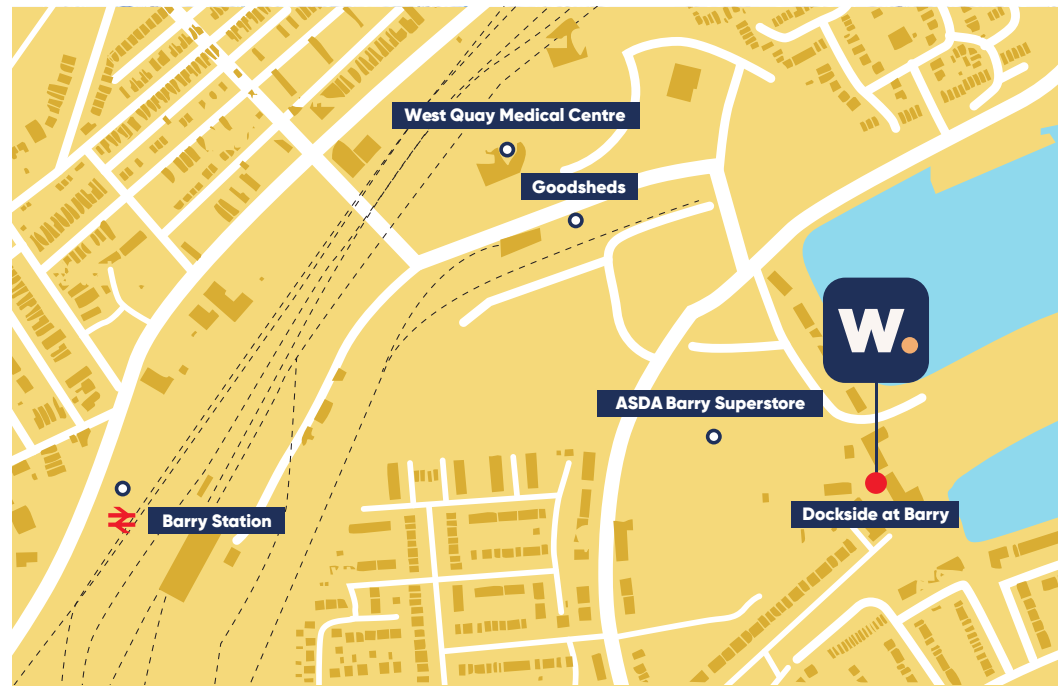 West Quay Medical Centre
Goodsheds
W.
ASDA Barry Superstore
Barry Station
Dockside at Barry